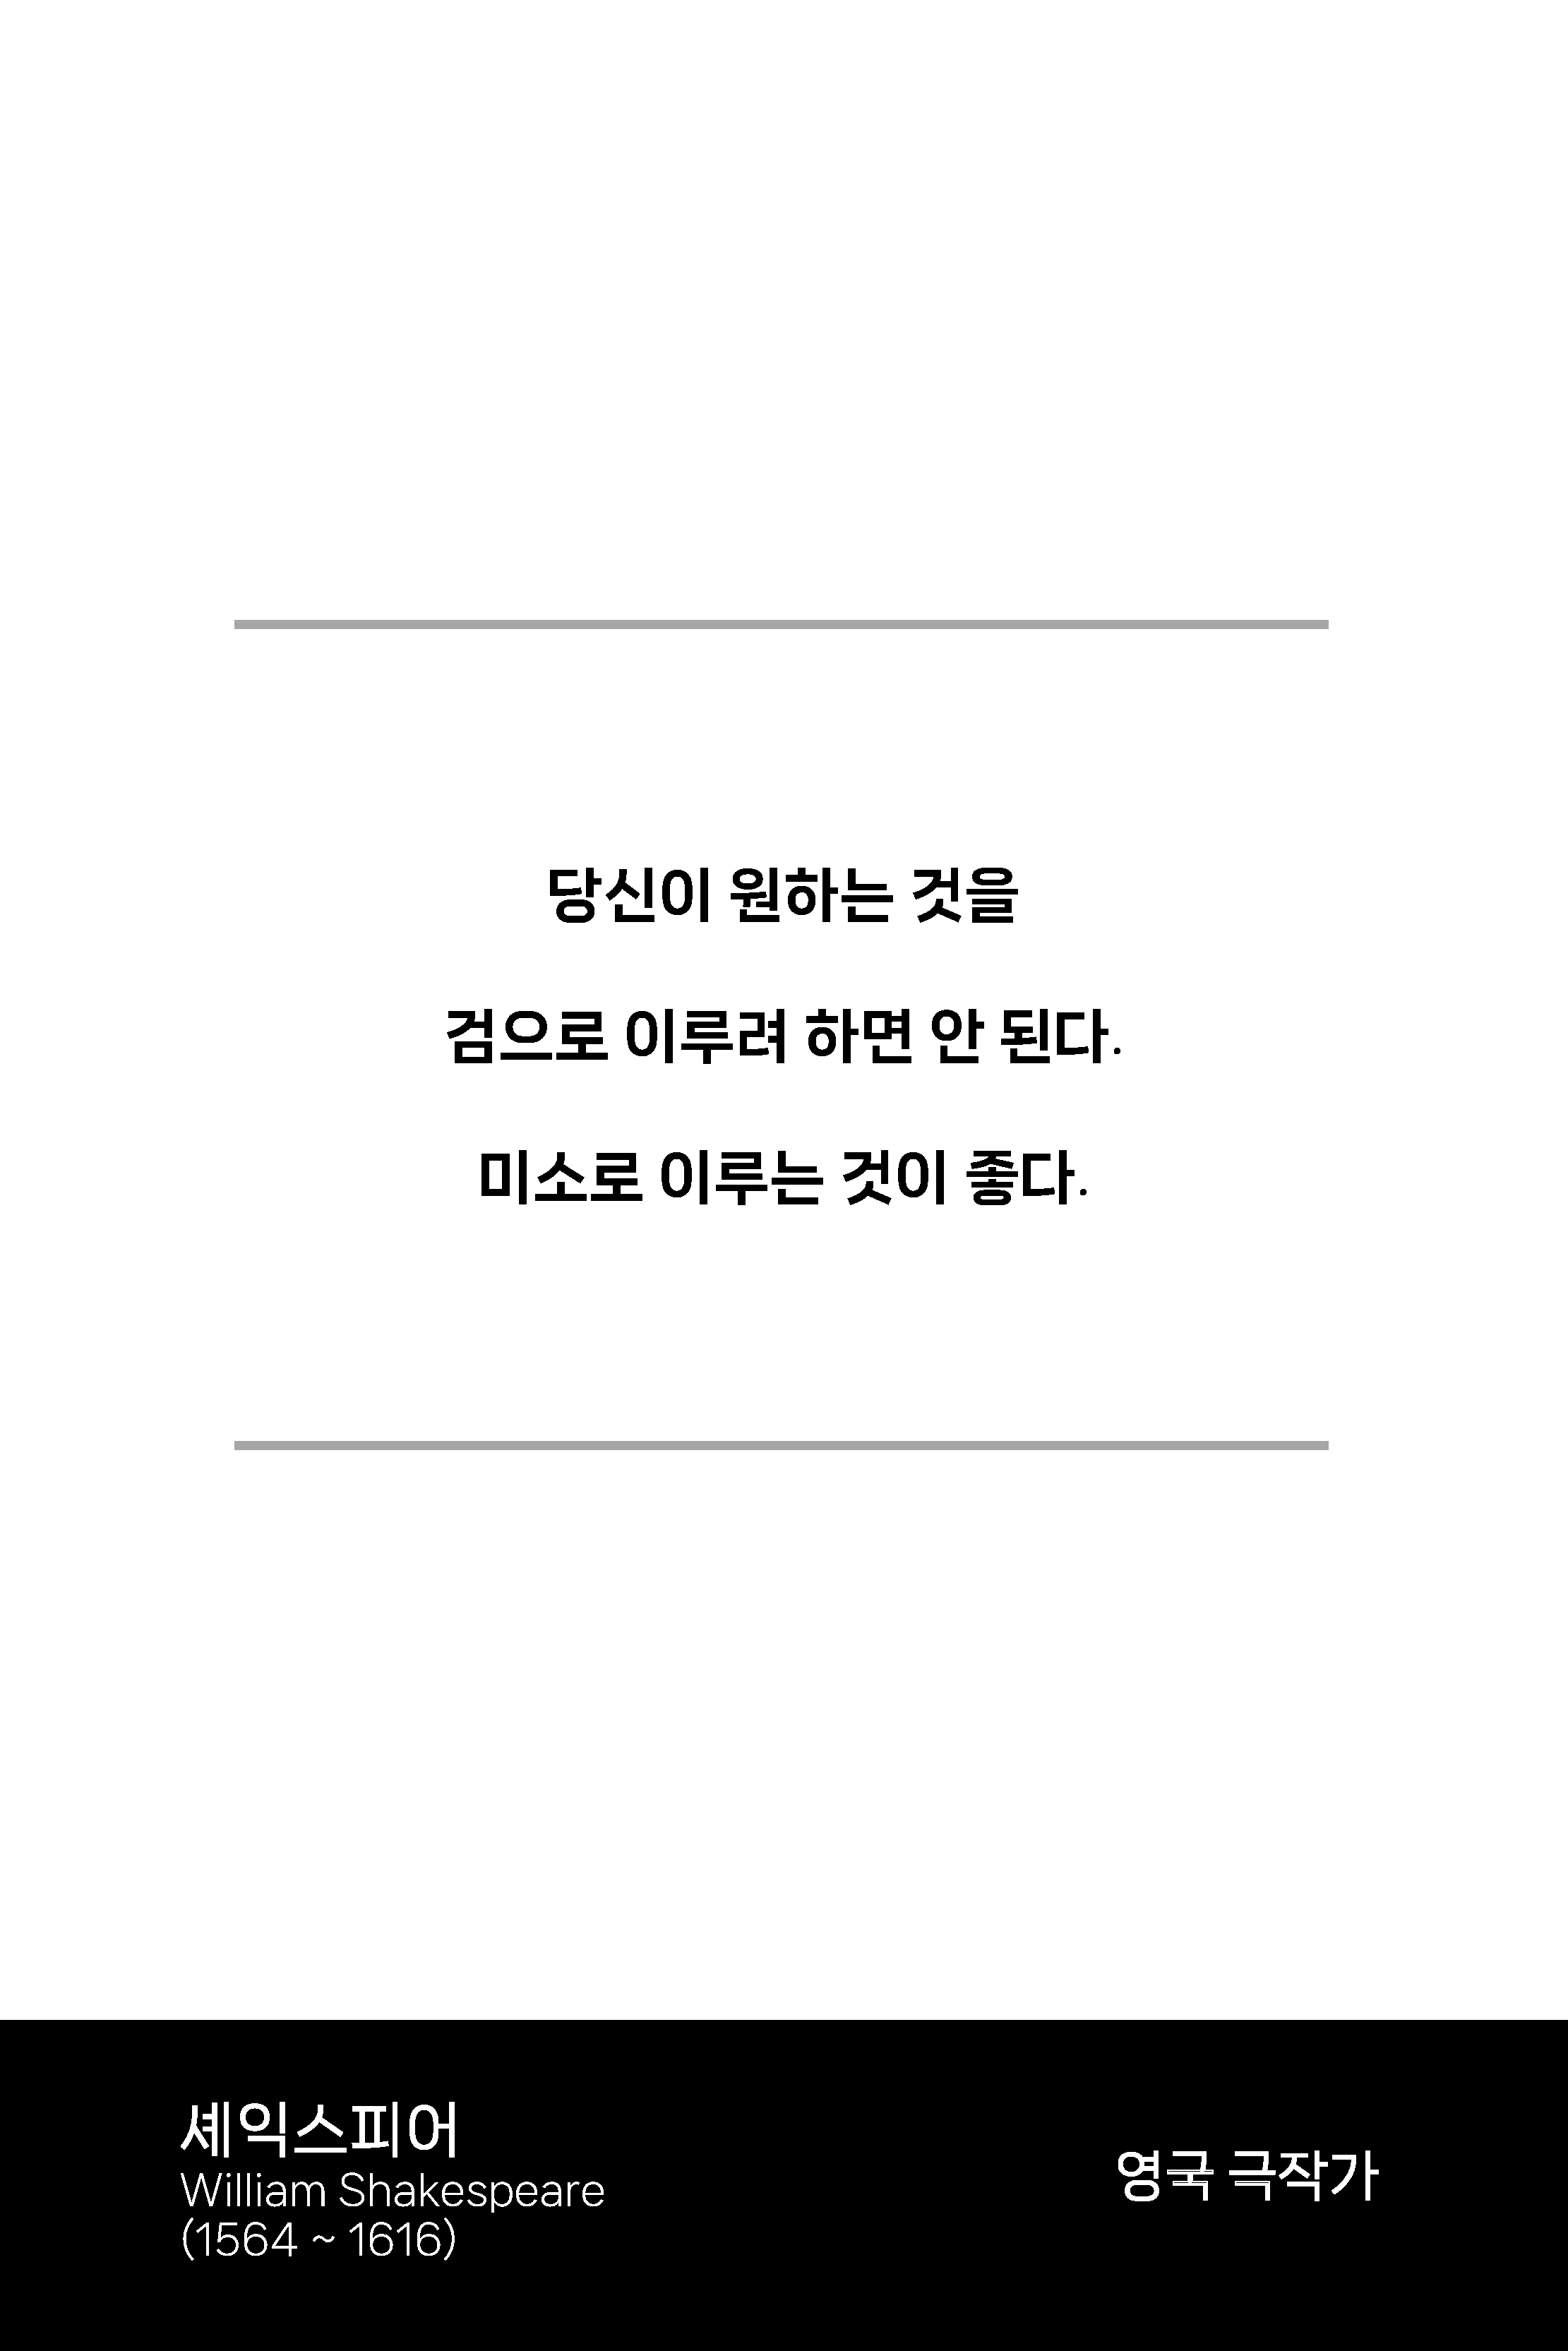 당신이 원하는 것을
검으로 이루려 하면 안 된다.
미소로 이루는 것이 좋다.
셰익스피어
William Shakespeare
(1564 ~ 1616)
영국 극작가